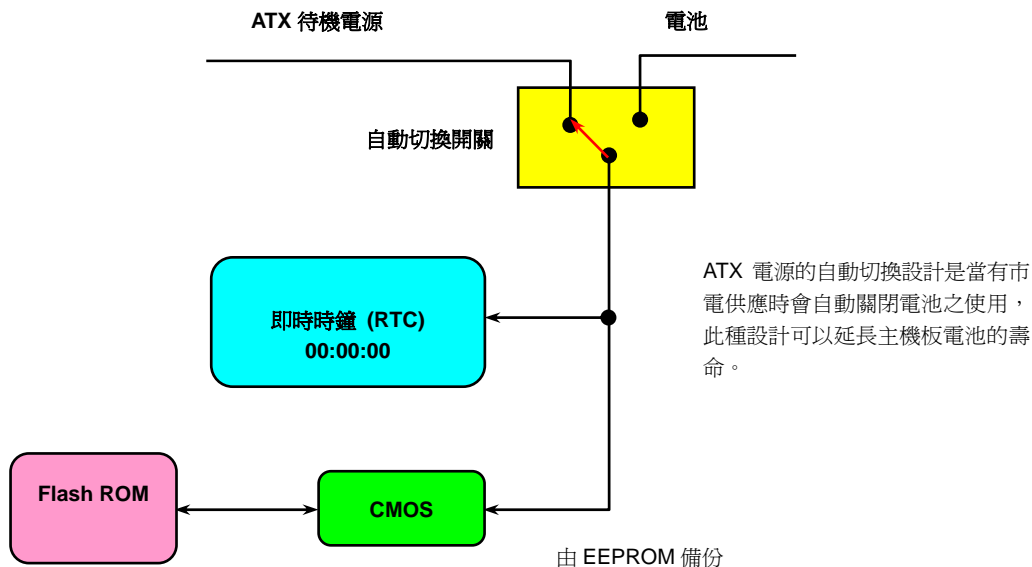 ATX 待機電源
電池
自動切換開關
ATX 電源的自動切換設計是當有市
電供應時會自動關閉電池之使用，
此種設計可以延長主機板電池的壽
命。
即時時鐘 (RTC)
00:00:00
Flash ROM
CMOS
由 EEPROM 備份